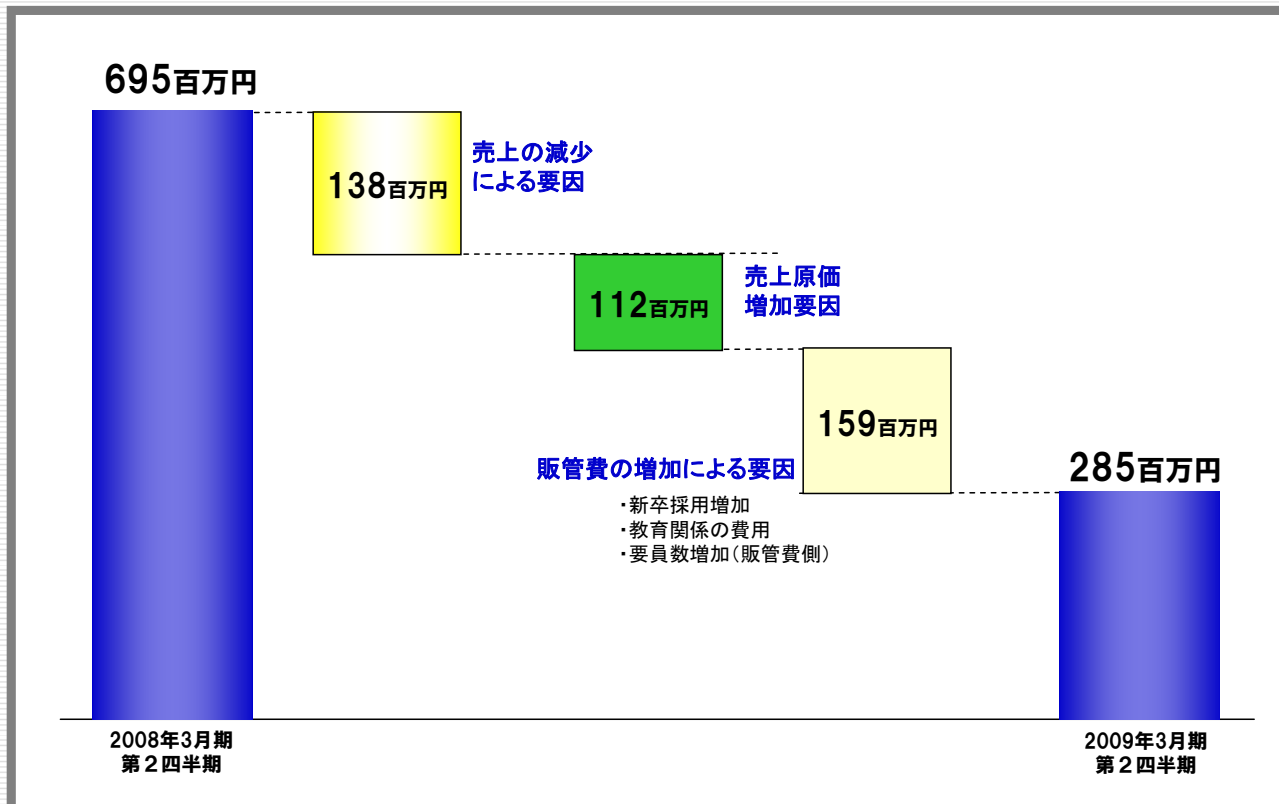 695百万円
138百万円
売上の減少
による要因
112百万円
売上原価
増加要因
159百万円
販管費の増加による要因
・新卒採用増加
・教育関係の費用
・要員数増加(販管費側)
285百万円
2008年3月期
第2四半期
2009年3月期
第2四半期